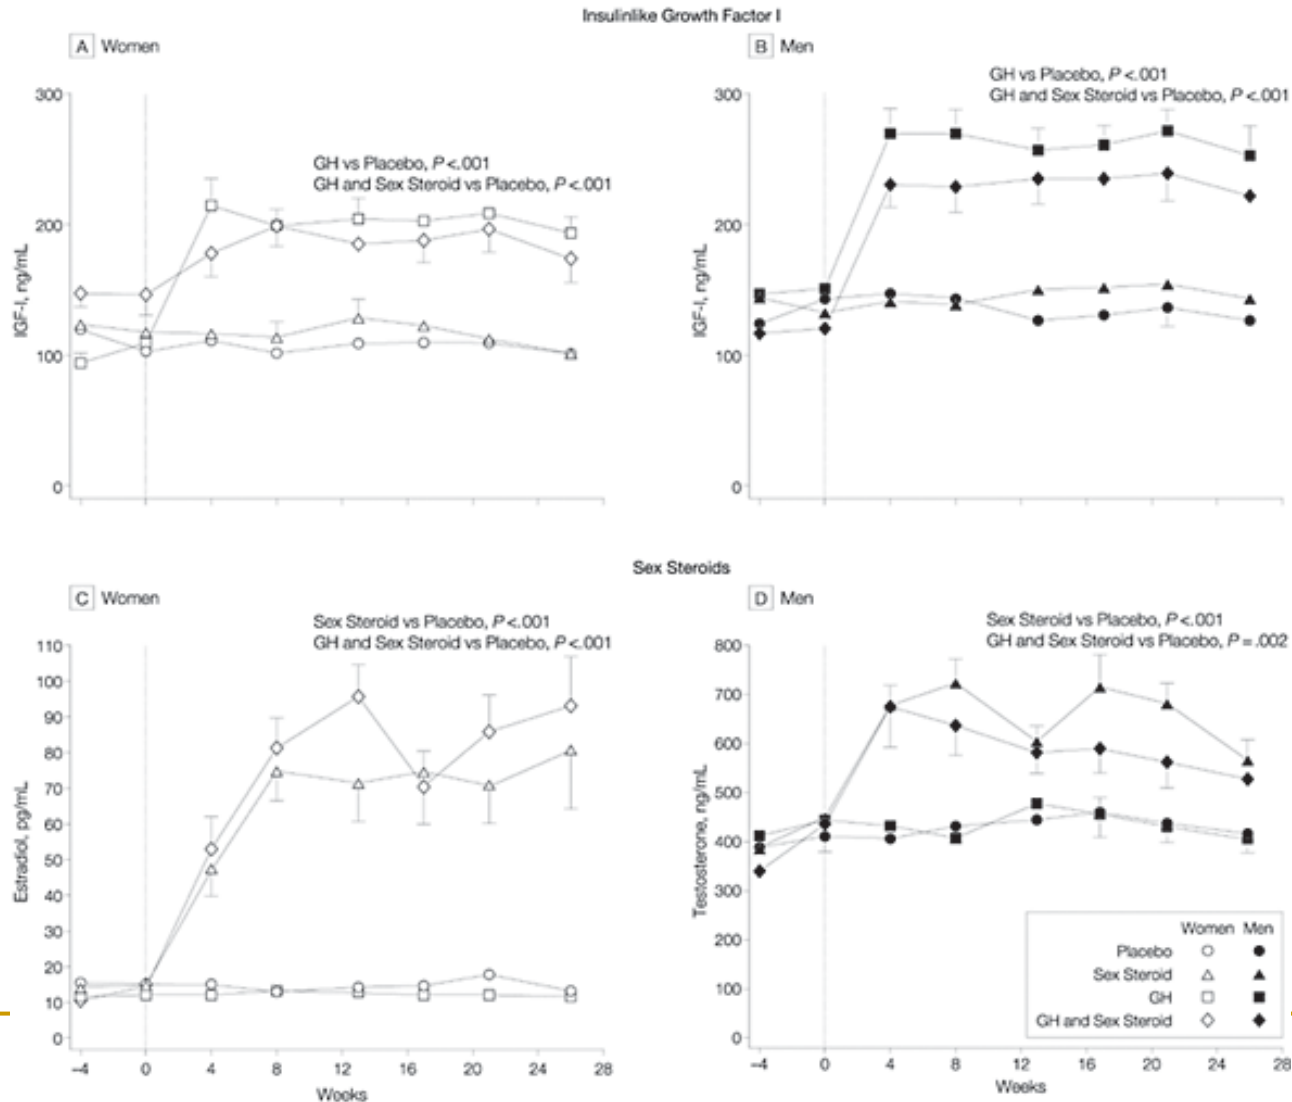 Insulinlike Growth Factor I
A Women
B Men
GH vs Placebo, P <.001
GH and Sex Steroid vs Placebo, P <.001
GH vs Placebo, P <.001
GH and Sex Steroid vs Placebo, P <.001
IGF-I, ng/mL
300
200
100
0
IGF-I, ng/mL
300
200
100
0
Sex Steroids
C Women
D Men
Sex Steroid vs Placebo, P <.001
GH and Sex Steroid vs Placebo, P <.001
Sex Steroid vs Placebo, P <.001
GH and Sex Steroid vs Placebo, P = .002
Estradiol, pg/mL
110
100
90
80
70
60
50
40
30
20
10
0
–4 0 4 8 12 16 20 24 28
Weeks
Testosterone, ng/mL
800
700
600
500
400
300
200
100
0
–4 0 4 8 12 16 20 24 28
Weeks
Women Men
Placebo
Sex Steroid
GH
GH and Sex Steroid